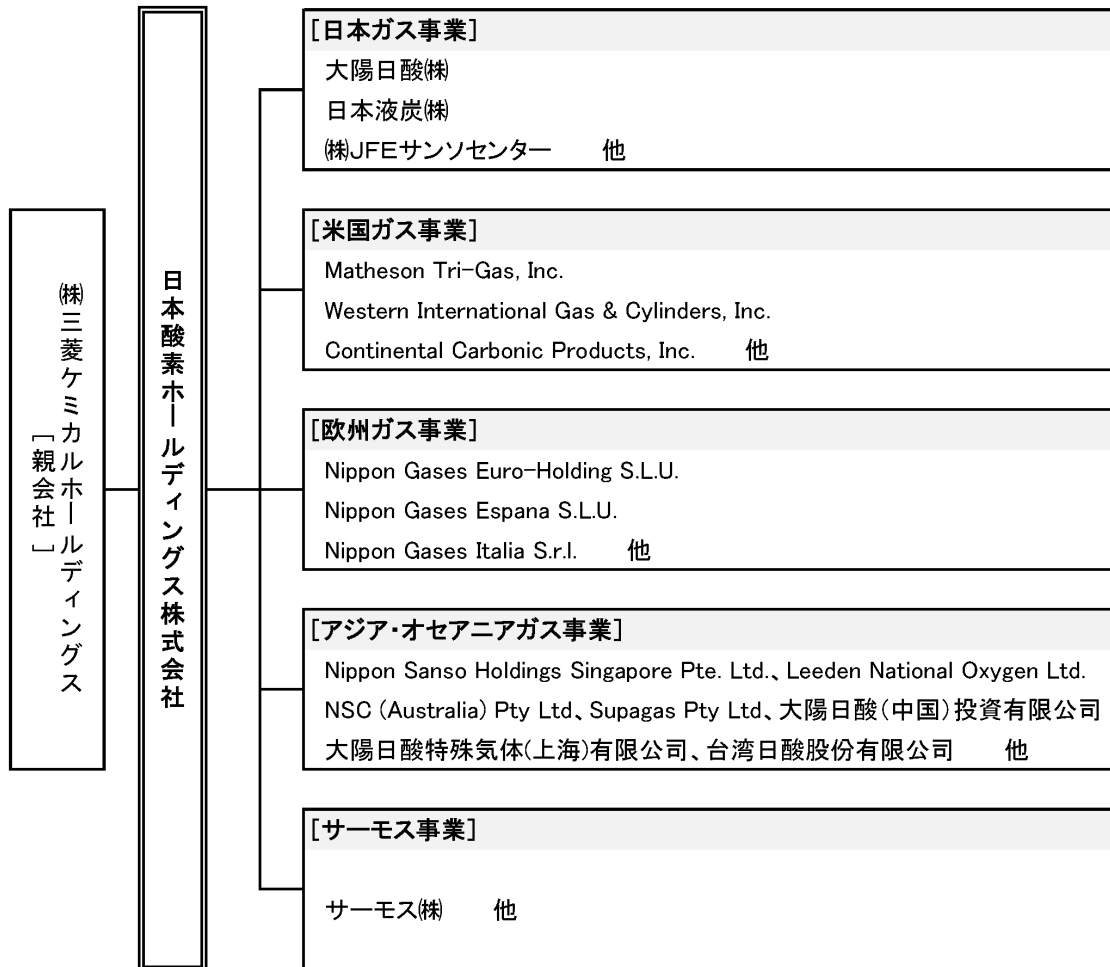 ㈱三菱ケミカルホールディングス
［親会社］
日本酸素ホールディングス株式会社
［日本ガス事業］
大陽日酸㈱
日本液炭㈱
㈱JFEサンソセンター　　他
［米国ガス事業］
Matheson Tri-Gas, Inc.
Western International Gas & Cylinders, Inc.
Continental Carbonic Products, Inc.　　他
［欧州ガス事業］
Nippon Gases Euro-Holding S.L.U.
Nippon Gases Espana S.L.U.
Nippon Gases Italia S.r.l.　　他
［アジア・オセアニアガス事業］
Nippon Sanso Holdings Singapore Pte. Ltd.、Leeden National Oxygen Ltd.
NSC (Australia) Pty Ltd、Supagas Pty Ltd、大陽日酸（中国）投資有限公司
大陽日酸特殊気体(上海)有限公司、台湾日酸股份有限公司　　他
［サーモス事業］
サーモス㈱　　他